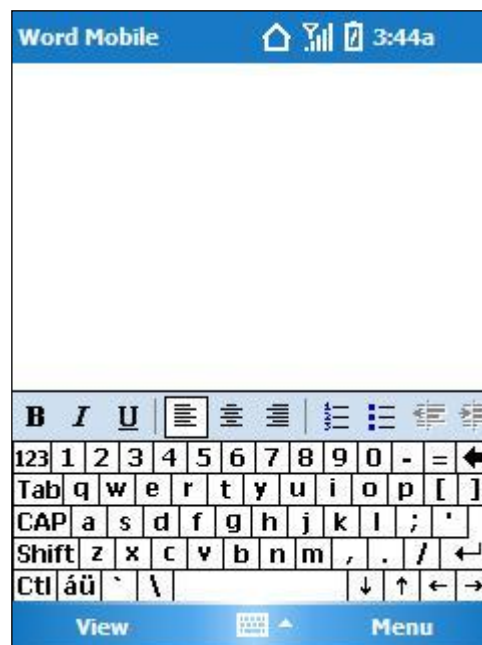 Word Mobile 3:44a
B I U
123 1 2 3 4 5 6 7 8 9 0 - =
Tab q w e r t y u i o p [ ]
CAP a s d f g h j k l ; '
Shift z x c v b n m , . /
Ctl áü ` \ ↓ ↑ ← →
View Menu